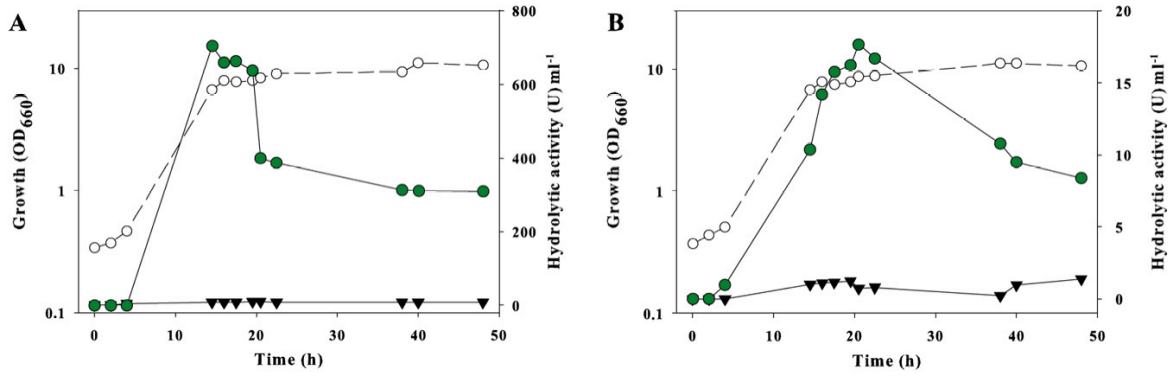 A
Growth (OD660)
10
1
0.1
800
600
400
200
0
Hydrolytic activity (U) ml-1
0 10 20 30 40 50
Time (h)
B
Growth (OD660)
10
1
0.1
20
15
10
5
0
Hydrolytic activity (U) ml-1
0 10 20 30 40 50
Time (h)